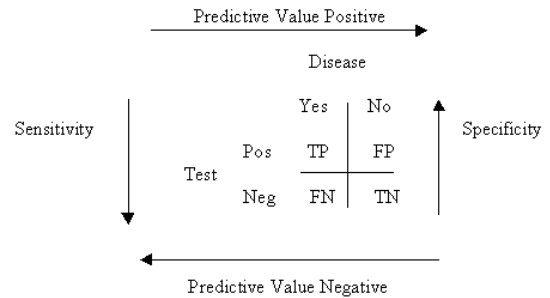 Predictive Value Positive
Disease
Yes No
Sensitivity
Specificity
Pos TP FP
Test
Neg FN TN
Predictive Value Negative